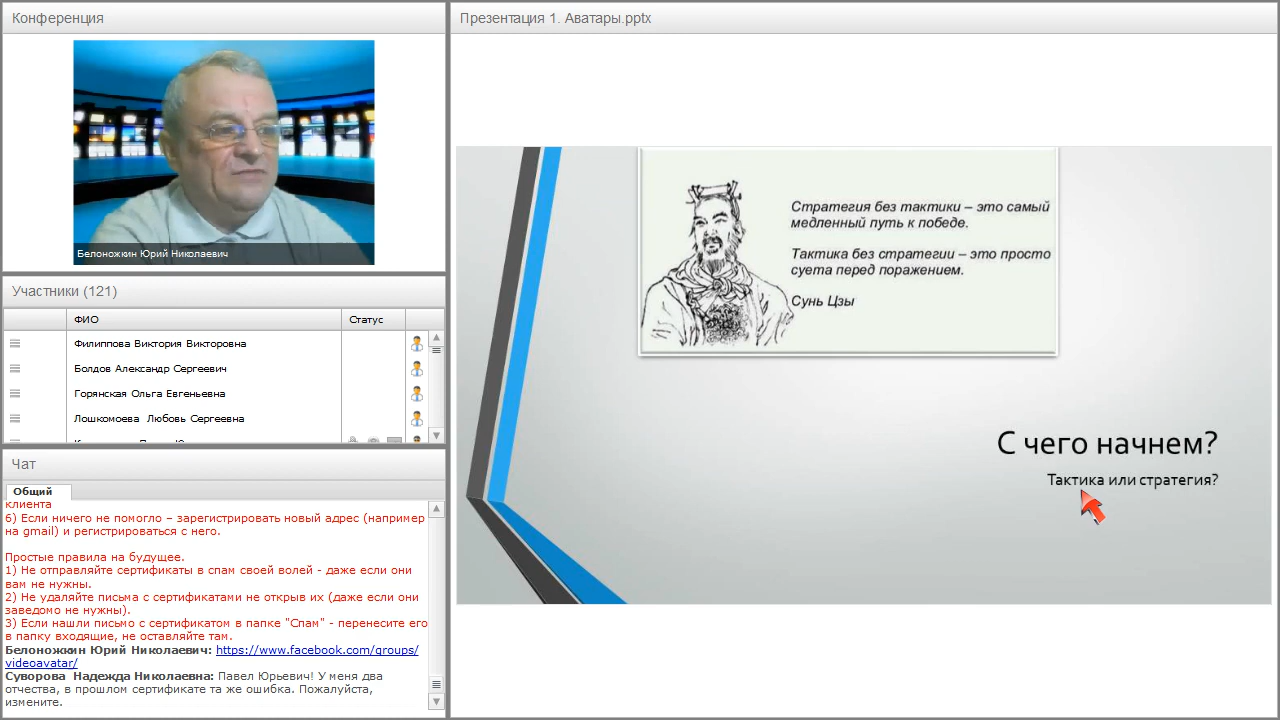 Конференция
Белоножкин Юрий Николаевич
Участники (121)
ФИО
Статус
Филиппова Виктория Викторовна
Болдов Александр Сергеевич
Горянская Ольга Евгеньевна
Лошкомоева Любовь Сергеевна
Чат
Общий
клиента
6) Если ничего не помогло – зарегистрировать новый адрес (например
на gmail) и регистрироваться с него.
Простые правила на будущее.
1) Не отправляйте сертификаты в спам своей волей - даже если они
вам не нужны.
2) Не удаляйте письма с сертификатами не открыв их (даже если они
заведомо не нужны).
3) Если нашли письмо с сертификатом в папке "Спам" - перенесите его
в папку входящие, не оставляйте там.
Белоножкин Юрий Николаевич: https://www.facebook.com/groups/
videoavatar/
Суворова Надежда Николаевна: Павел Юрьевич! У меня два
отчества, в прошлом сертификате та же ошибка. Пожалуйта,
измените.
Презентация 1. Аватары.pptx
Стратегия без тактики – это самый
медленный путь к победе.
Тактика без стратегии – это просто
суета перед поражением.
Сунь Цзы
С чего начнем?
Тактика или стратегия?